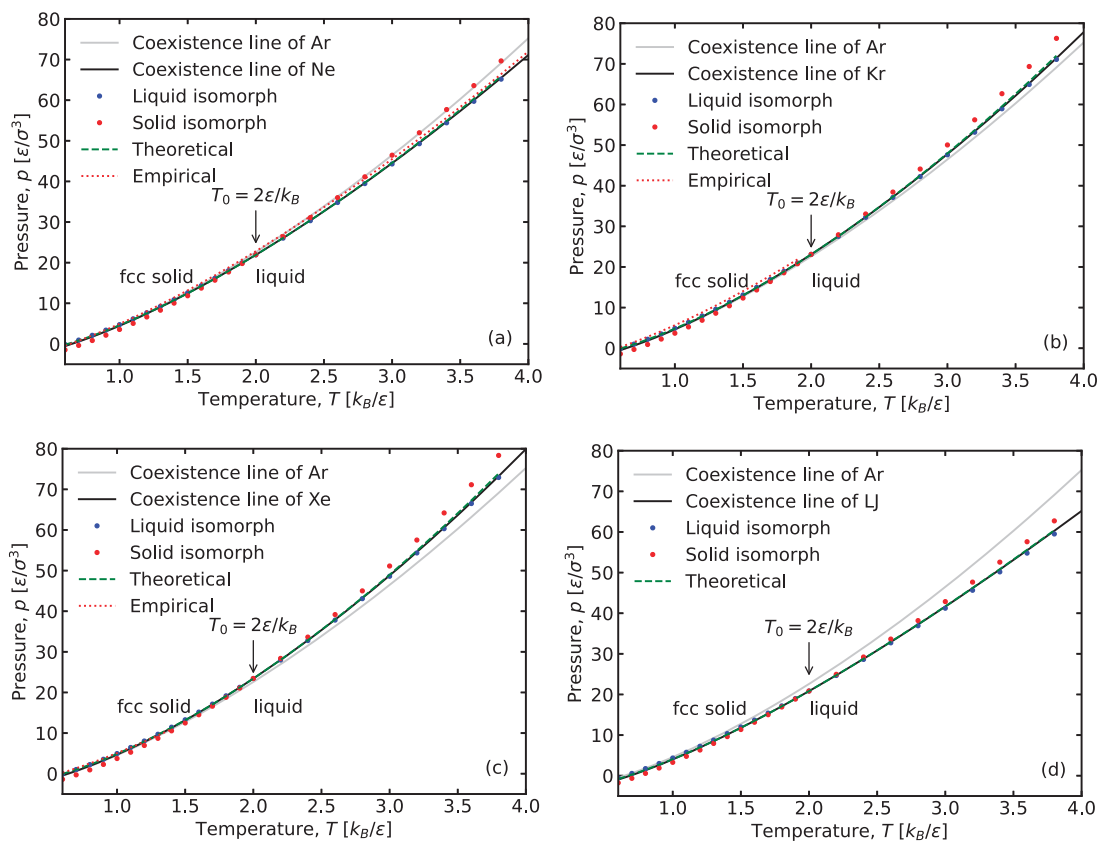 80
70
60
50
40
30
20
10
0
Pressure, p [ε/σ³]
Coexistence line of Ar
Coexistence line of Ne
Liquid isomorph
Solid isomorph
Theoretical
Empirical
T₀ = 2ε/k_B
fcc solid
liquid
(a)
1.0 1.5 2.0 2.5 3.0 3.5 4.0
Temperature, T [k_B/ε]
80
70
60
50
40
30
20
10
0
Pressure, p [ε/σ³]
Coexistence line of Ar
Coexistence line of Kr
Liquid isomorph
Solid isomorph
Theoretical
Empirical
T₀ = 2ε/k_B
fcc solid
liquid
(b)
1.0 1.5 2.0 2.5 3.0 3.5 4.0
Temperature, T [k_B/ε]
80
70
60
50
40
30
20
10
0
Pressure, p [ε/σ³]
Coexistence line of Ar
Coexistence line of Xe
Liquid isomorph
Solid isomorph
Theoretical
Empirical
T₀ = 2ε/k_B
fcc solid
liquid
(c)
1.0 1.5 2.0 2.5 3.0 3.5 4.0
Temperature, T [k_B/ε]
80
70
60
50
40
30
20
10
0
Pressure, p [ε/σ³]
Coexistence line of Ar
Coexistence line of LJ
Liquid isomorph
Solid isomorph
Theoretical
T₀ = 2ε/k_B
fcc solid
liquid
(d)
1.0 1.5 2.0 2.5 3.0 3.5 4.0
Temperature, T [k_B/ε]